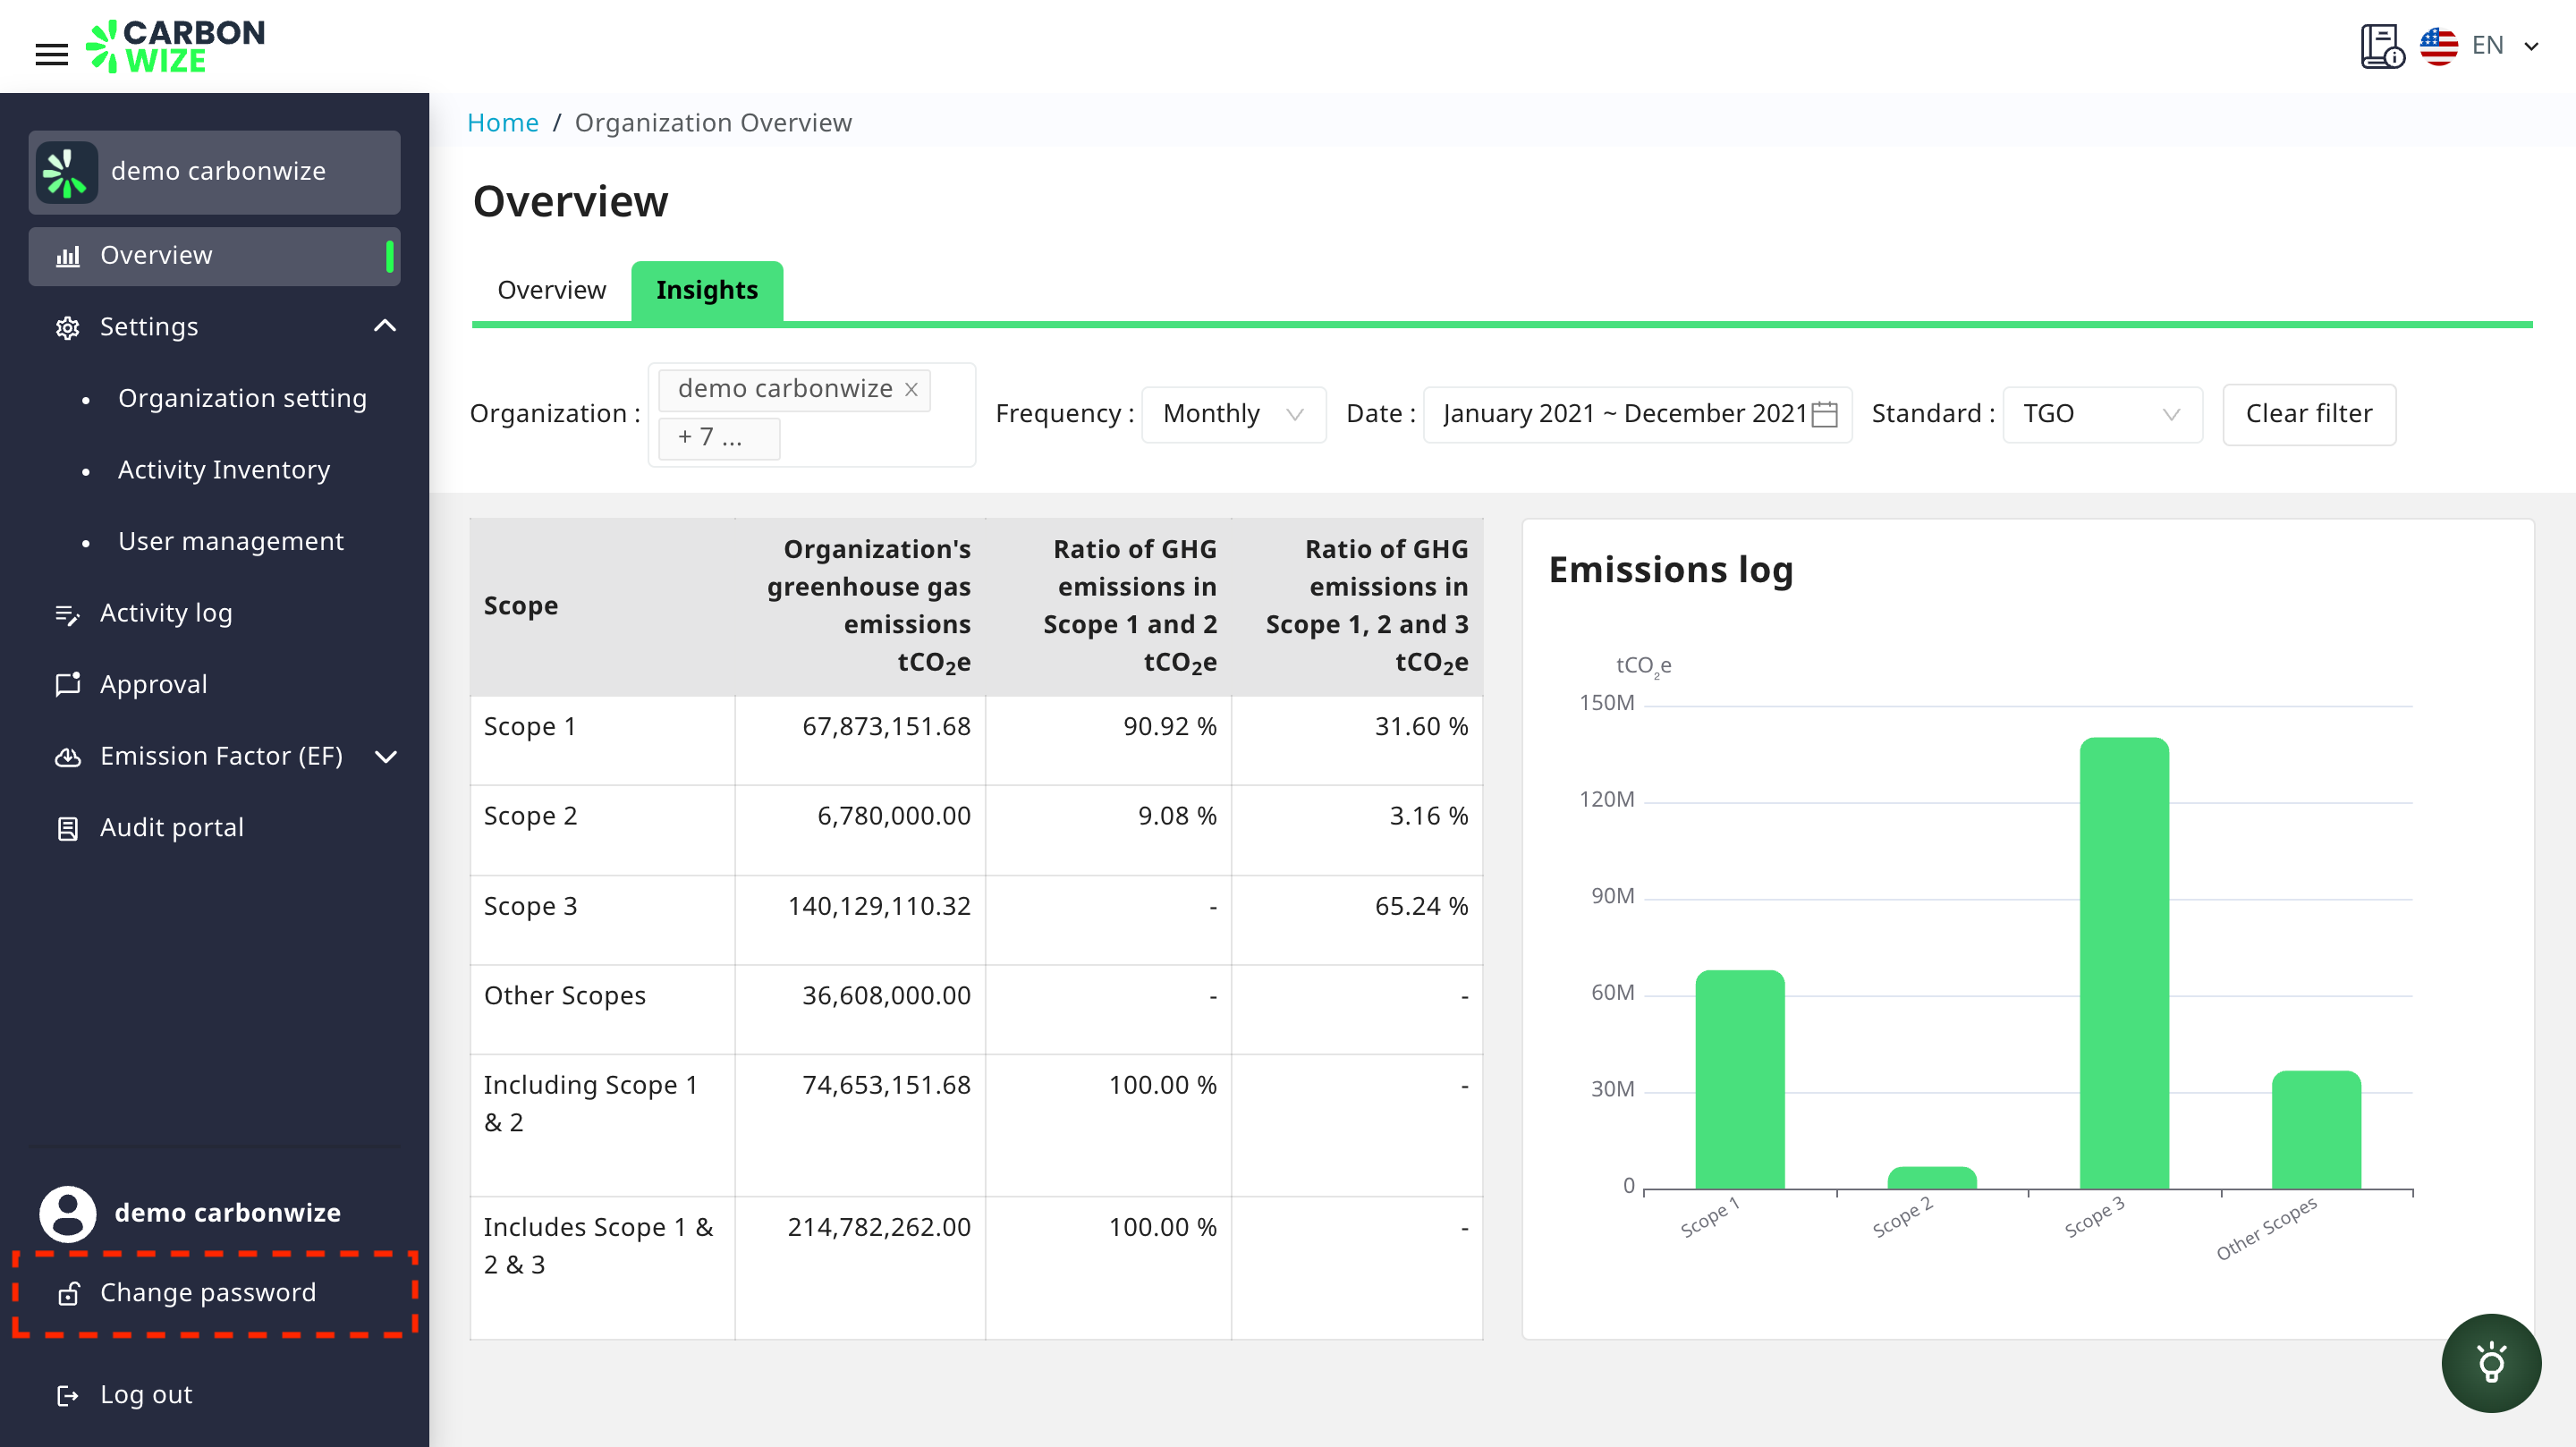 CARBON
WIZE
EN
demo carbonwize
Overview
Settings
Organization setting
Activity Inventory
User management
Activity log
Approval
Emission Factor (EF)
Audit portal
demo carbonwize
Change password
Log out
Home / Organization Overview
Overview
Overview Insights
Organization : demo carbonwize + 7 ... Frequency : Monthly Date : January 2021 ~ December 2021 Standard : TGO Clear filter
Scope
Organization's
greenhouse gas
emissions
tCO₂e
Ratio of GHG
emissions in
Scope 1 and 2
tCO₂e
Ratio of GHG
emissions in
Scope 1, 2 and 3
tCO₂e
Scope 1 67,873,151.68 90.92 % 31.60 %
Scope 2 6,780,000.00 9.08 % 3.16 %
Scope 3 140,129,110.32 - 65.24 %
Other Scopes 36,608,000.00 - -
Including Scope 1 74,653,151.68 100.00 % -
& 2
Includes Scope 1 & 214,782,262.00 100.00 % -
2 & 3
Emissions log
tCO₂e
150M
120M
90M
60M
30M
0
Scope 1 Scope 2 Scope 3 Other Scopes